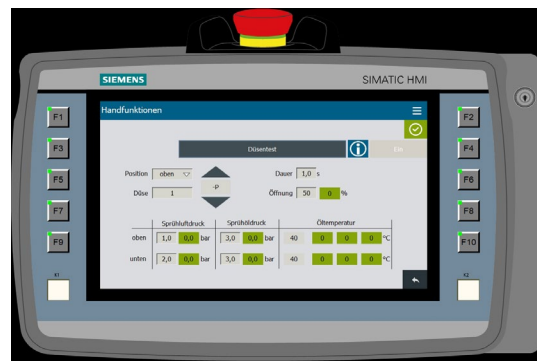 SIEMENS SIMATIC HMI
Handfunktionen
F1 F2
Düsentest Ein
F3 F4
Position oben Dauer 1,0 s
F5 -P F6
Düse 1 Öffnung 50 0 %
F7 F8
Sprühluftdruck Sprühöldruck Öltemperatur
oben 1,0 0,0 bar 3,0 0,0 bar 40 0 0 0 °C
F9 F10
unten 2,0 0,0 bar 3,0 0,0 bar 40 0 0 0 °C
K1 K2